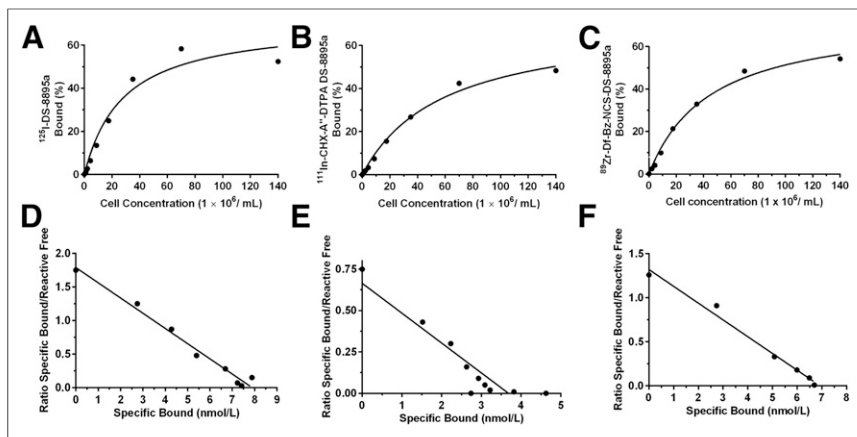 A
60
40
20
0
0 20 40 60 80 100 120 140
¹²⁵I-DS-8895a
Bound (%)
Cell Concentration (1 × 10⁶/ mL)
B
60
40
20
0
0 20 40 60 80 100 120 140
¹¹¹In-CHX-A"-DTPA DS-8895a
Bound (%)
Cell Concentration (1 × 10⁶/ mL)
C
60
40
20
0
0 20 40 60 80 100 120 140
⁸⁹Zr-Df-Bz-NCS-DS-8895a
Bound (%)
Cell concentration (1 x 10⁶/ mL)
D
2.0
1.5
1.0
0.5
0.0
0 1 2 3 4 5 6 7 8 9
Ratio Specific Bound/Reactive Free
Specific Bound (nmol/L)
E
0.75
0.50
0.25
0.00
0 1 2 3 4 5
Ratio Specific Bound/Reactive Free
Specific Bound (nmol/L)
F
1.5
1.0
0.5
0.0
0 1 2 3 4 5 6 7 8
Ratio Specific Bound/Reactive Free
Specific Bound (nmol/L)